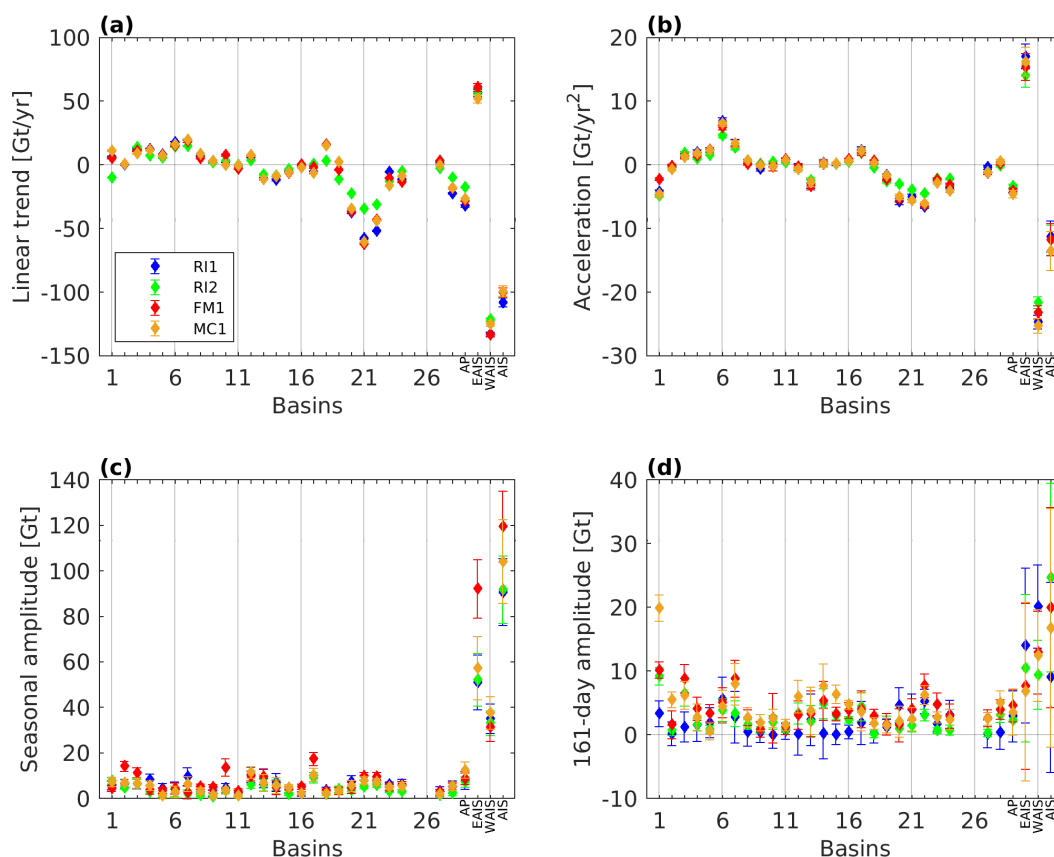 (a)
Linear trend [Gt/yr]
100
50
0
-50
-100
-150
RI1
RI2
FM1
MC1
1 6 11 16 21 26 AP EAIS WAIS AIS
Basins
(b)
Acceleration [Gt/yr²]
20
10
0
-10
-20
-30
1 6 11 16 21 26 AP EAIS WAIS AIS
Basins
(c)
Seasonal amplitude [Gt]
140
120
100
80
60
40
20
0
1 6 11 16 21 26 AP EAIS WAIS AIS
Basins
(d)
161-day amplitude [Gt]
40
30
20
10
0
-10
1 6 11 16 21 26 AP EAIS WAIS AIS
Basins